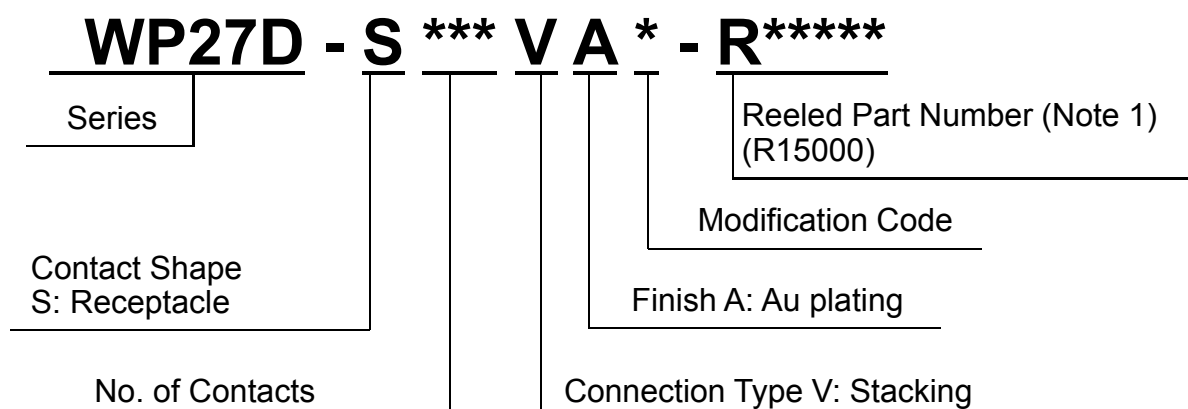 WP27D - S *** V A * - R*****
Series
Reeled Part Number (Note 1)
(R15000)
Modification Code
Contact Shape
S: Receptacle
Finish A: Au plating
No. of Contacts
Connection Type V: Stacking